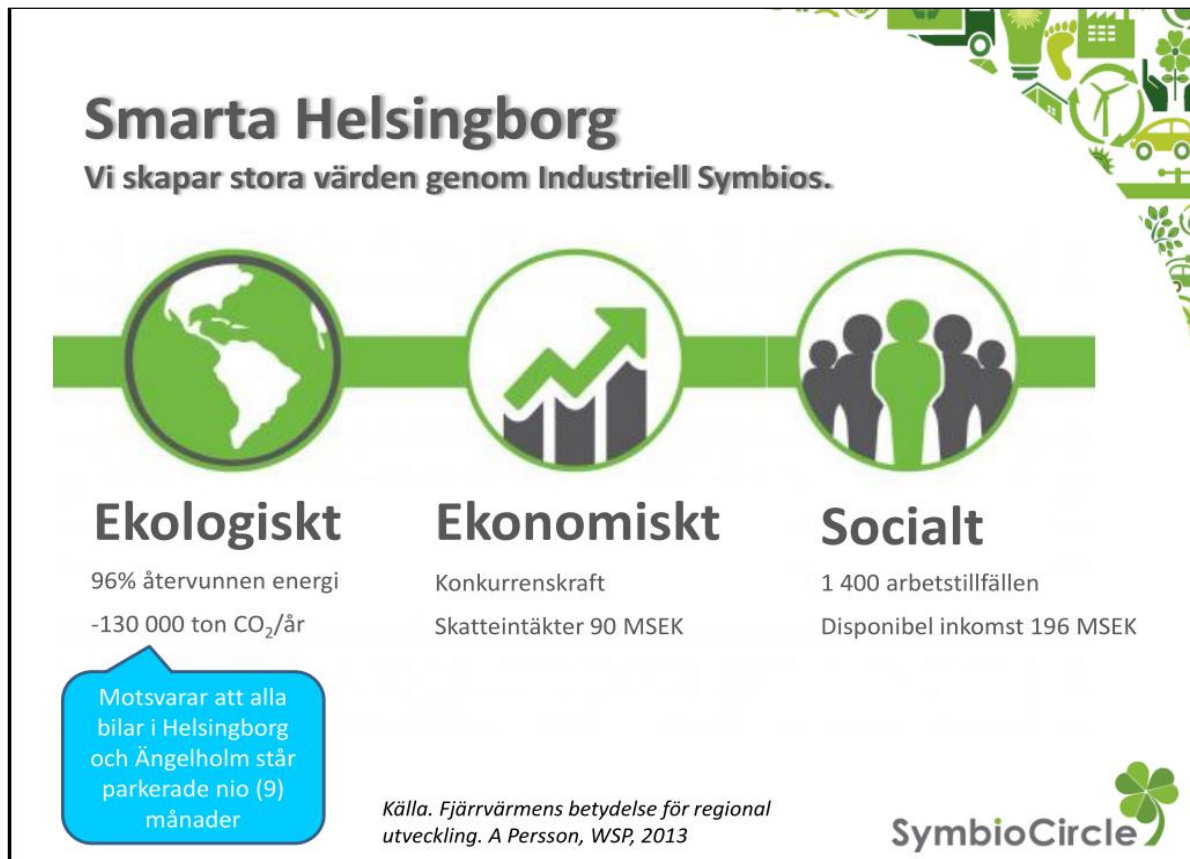 Smarta Helsingborg
Vi skapar stora värden genom Industriell Symbios.
Ekologiskt
96% återvunnen energi
-130 000 ton CO₂/år
Motsvarar att alla
bilar i Helsingborg
och Ängelholm står
parkerade nio (9)
månader
Ekonomiskt
Konkurrenskraft
Skatteintäkter 90 MSEK
Socialt
1 400 arbetstillfällen
Disponibel inkomst 196 MSEK
Källa. Fjärrvärmens betydelse för regional
utveckling. A Persson, WSP, 2013
SymbioCircle